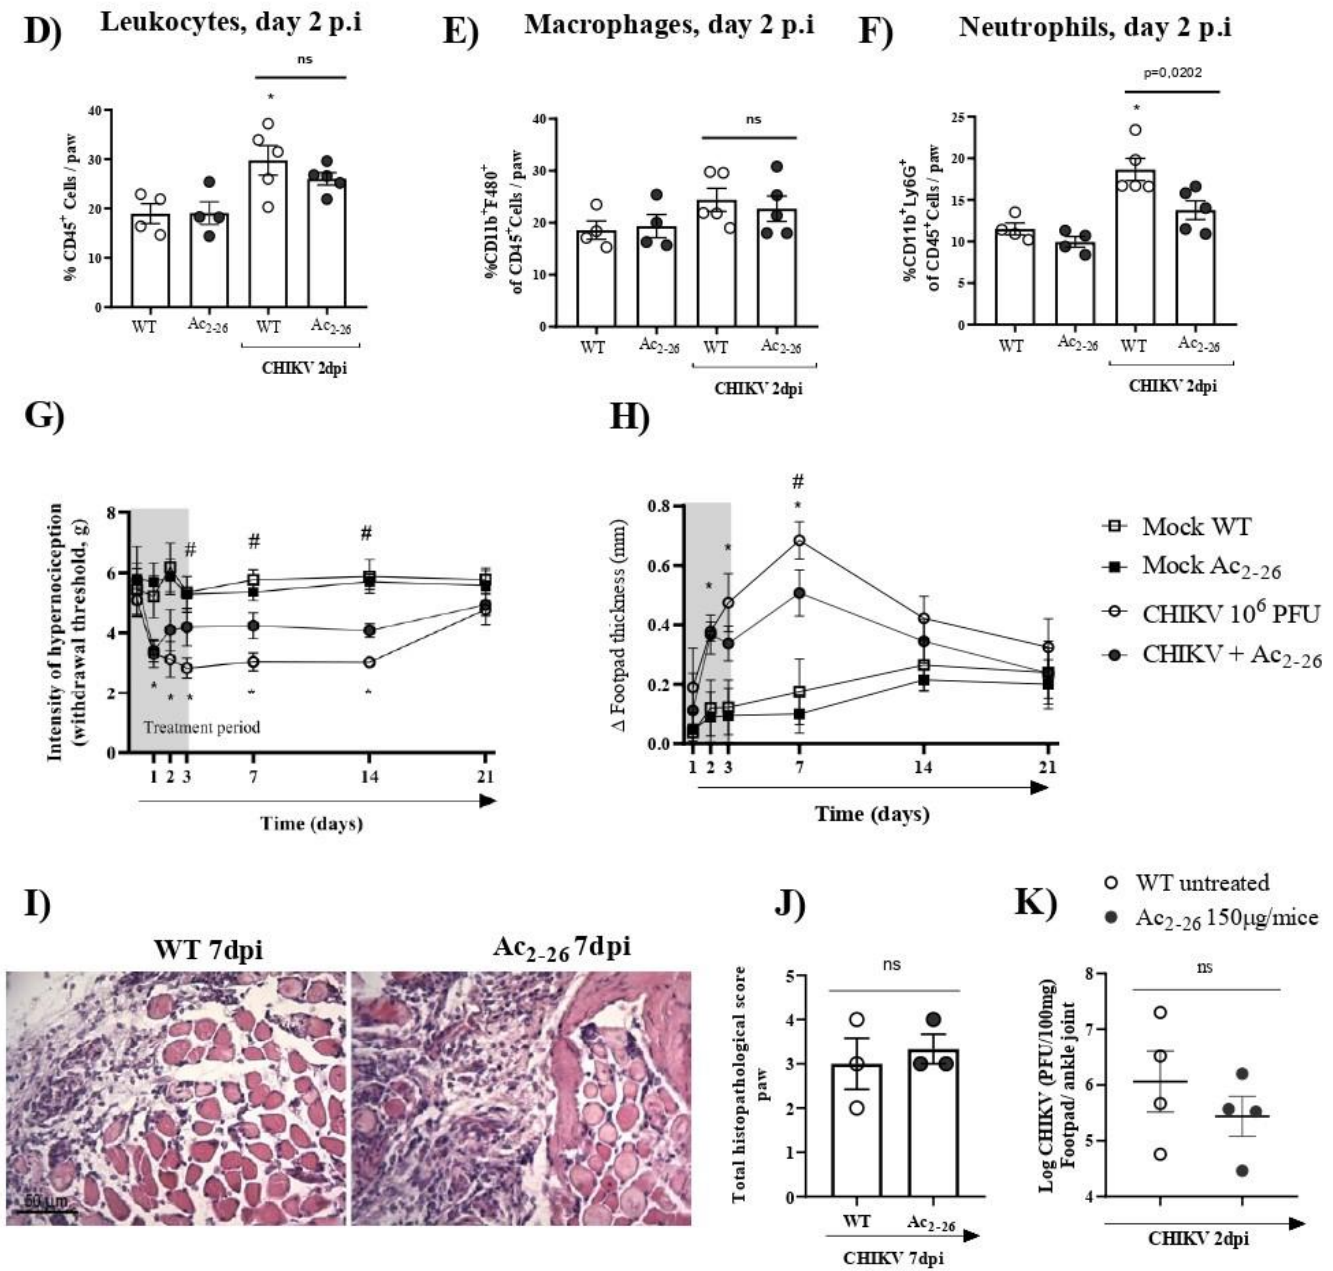 D) Leukocytes, day 2 p.i
ns
*
% CD45⁺ Cells / paw
40
30
20
10
0
WT Ac₂₋₂₆ WT Ac₂₋₂₆
CHIKV 2dpi
E) Macrophages, day 2 p.i
ns
%CD11b⁺F480⁺
of CD45⁺Cells / paw
40
30
20
10
0
WT Ac₂₋₂₆ WT Ac₂₋₂₆
CHIKV 2dpi
F) Neutrophils, day 2 p.i
p=0,0202
*
%CD11b⁺Ly6G⁺
of CD45⁺Cells / paw
25
20
15
10
5
0
WT Ac₂₋₂₆ WT Ac₂₋₂₆
CHIKV 2dpi
G)
Intensity of hypernociception
(withdrawal threshold, g)
8
6
4
2
0
# # #
* * * * *
Treatment period
1 2 3 7 14 21
Time (days)
H)
Δ Footpad thickness (mm)
0.8
0.6
0.4
0.2
0.0
#
* * *
1 2 3 7 14 21
Time (days)
Mock WT
Mock Ac₂₋₂₆
CHIKV 10⁶ PFU
CHIKV + Ac₂₋₂₆
I)
WT 7dpi
Ac₂₋₂₆ 7dpi
50 µm
J)
Total histopathological score
paw
ns
5
4
3
2
1
0
WT Ac₂₋₂₆
CHIKV 7dpi
K)
WT untreated
Ac₂₋₂₆ 150µg/mice
Log CHIKV (PFU/100mg)
Footpad/ ankle joint
ns
8
7
6
5
4
CHIKV 2dpi